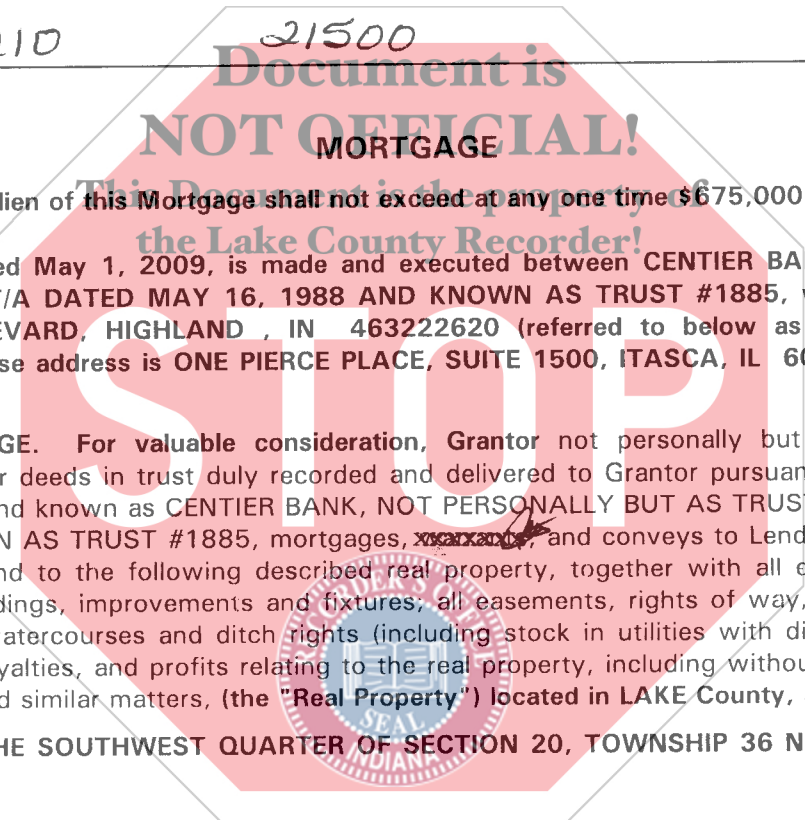 210 21500
Document is
NOT OFFICIAL!
MORTGAGE
This Document is the property of
lien of this Mortgage shall not exceed at any one time $675,000
the Lake County Recorder!
ed May 1, 2009, is made and executed between CENTIER BA
/A DATED MAY 16, 1988 AND KNOWN AS TRUST #1885,
EVARD, HIGHLAND , IN 463222620 (referred to below as
se address is ONE PIERCE PLACE, SUITE 1500, ITASCA, IL 60
STOP
GE. For valuable consideration, Grantor not personally but
r deeds in trust duly recorded and delivered to Grantor pursuan
nd known as CENTIER BANK, NOT PERSONALLY BUT AS TRUS
N AS TRUST #1885, mortgages, and conveys to Lend
nd to the following described real property, together with all e
dings, improvements and fixtures; all easements, rights of way,
atercourses and ditch rights (including stock in utilities with di
yalties, and profits relating to the real property, including withou
d similar matters, (the "Real Property") located in LAKE County,
SEAL
INDIANA
HE SOUTHWEST QUARTER OF SECTION 20, TOWNSHIP 36 N